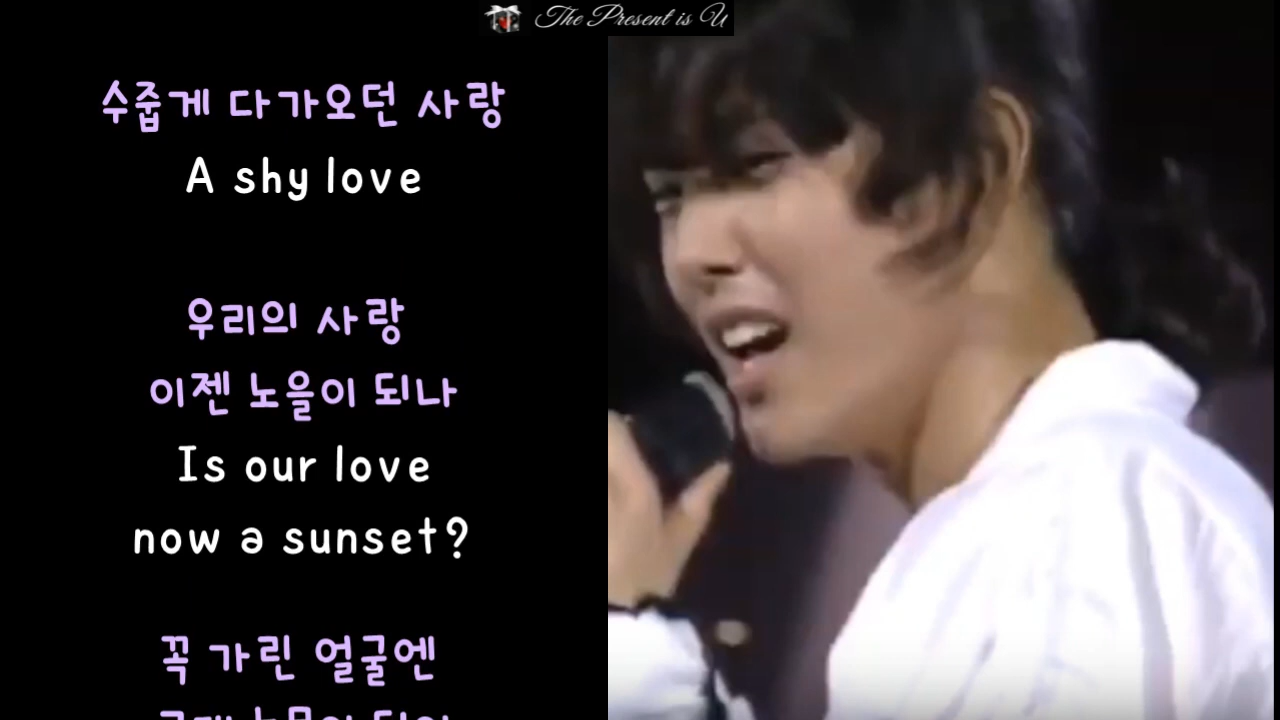 The Present is U
수줍게 다가오던 사랑
A shy love
우리의 사랑
이젠 노을이 되나
Is our love
now a sunset?
꼭 가린 얼굴엔